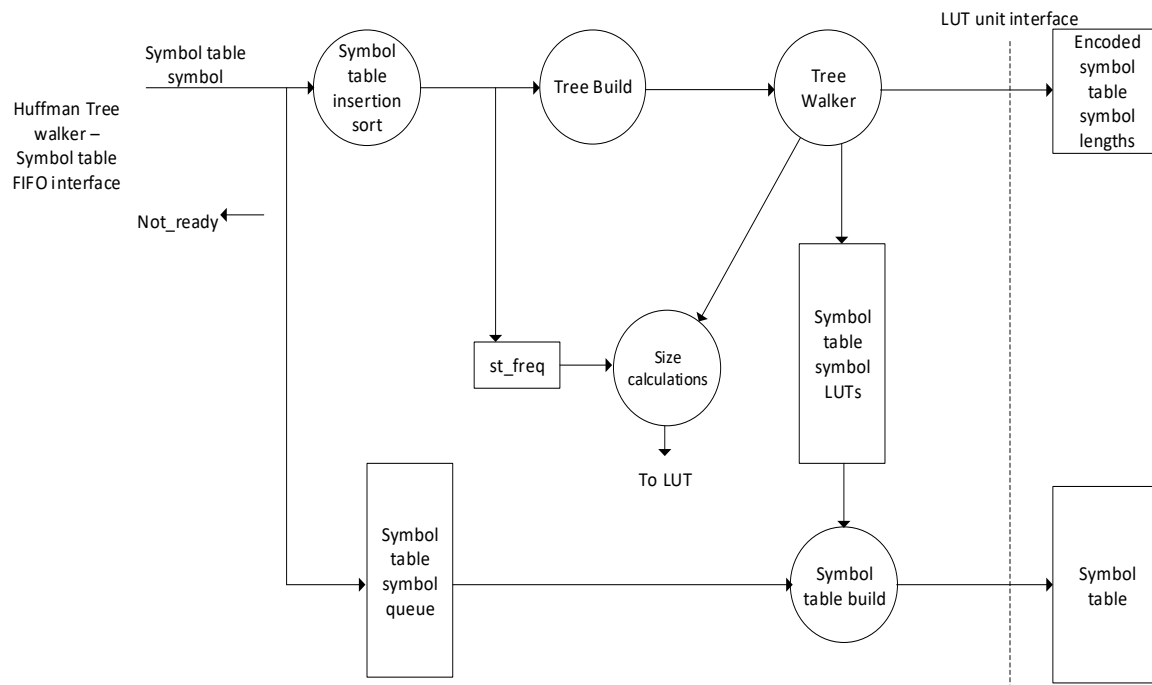 LUT unit interface
Symbol table
symbol
Huffman Tree
walker –
Symbol table
FIFO interface
Not_ready
Symbol
table
insertion
sort
Tree Build
Tree
Walker
Encoded
symbol
table
symbol
lengths
st_freq
Size
calculations
To LUT
Symbol
table
symbol
LUTs
Symbol
table
symbol
queue
Symbol
table build
Symbol
table